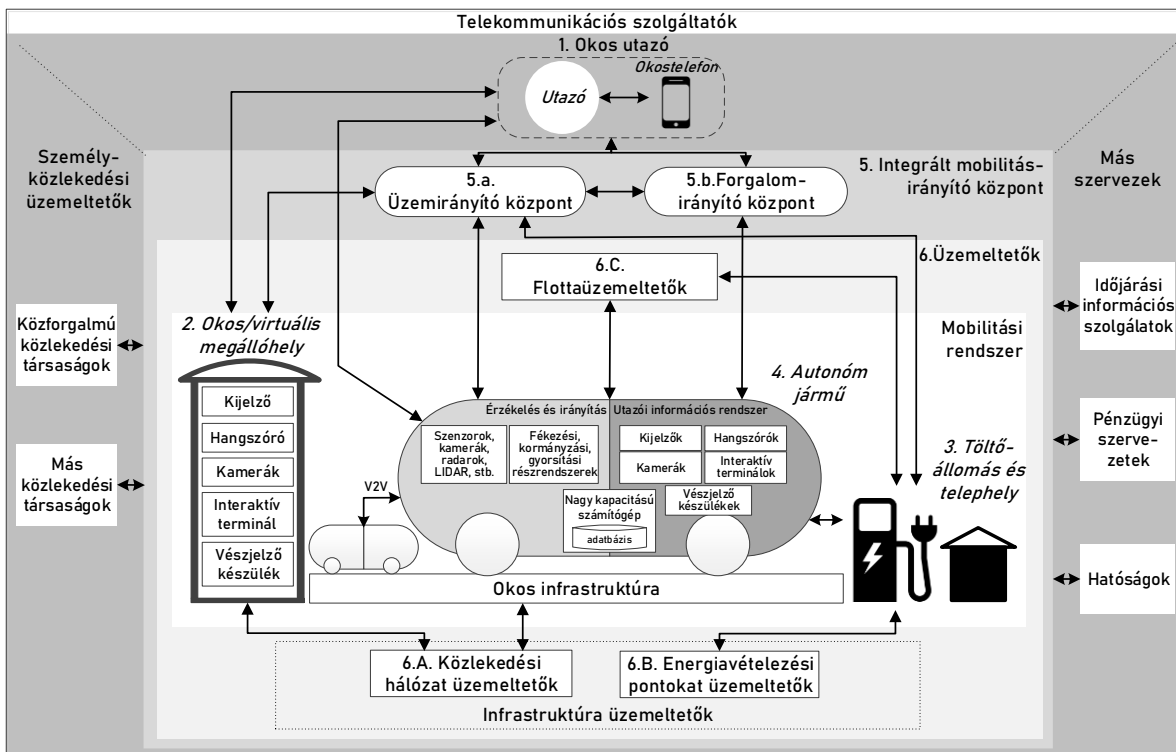 Telekommunikációs szolgáltatók
1. Okos utazó
Okostelefon
Utazó
Személy-
közlekedési
üzemeltetők
5. Integrált mobilitás-
irányító központ
Más
szervezek
5.a.
Üzemirányító központ
5.b.Forgalom-
irányító központ
6.Üzemeltetők
6.C.
Flottaüzemeltetők
Közforgalmú
közlekedési
társaságok
Más
közlekedési
társaságok
2. Okos/virtuális
megállóhely
Kijelző
Hangszóró
Kamerák
Interaktív
terminál
Vészjelző
készülék
Mobilitási
rendszer
4. Autonóm
jármű
Érzékelés és irányítás
Utazói információs rendszer
Szenzorok,
kamerák,
radarok,
LIDAR, stb.
Fékezési,
kormányzási,
gyorsítási
részrendszerek
Kijelzők
Hangszórók
Kamerák
Interaktív
terminálok
Nagy kapacitású
számítógép
adatbázis
Vészjelző
készülékek
V2V
3. Töltő-
állomás és
telephely
Időjárási
információs
szolgálatok
Pénzügyi
szerve-
zetek
Hatóságok
Okos infrastruktúra
6.A. Közlekedési
hálózat üzemeltetők
6.B. Energiavételezési
pontokat üzemeltetők
Infrastruktúra üzemeltetők